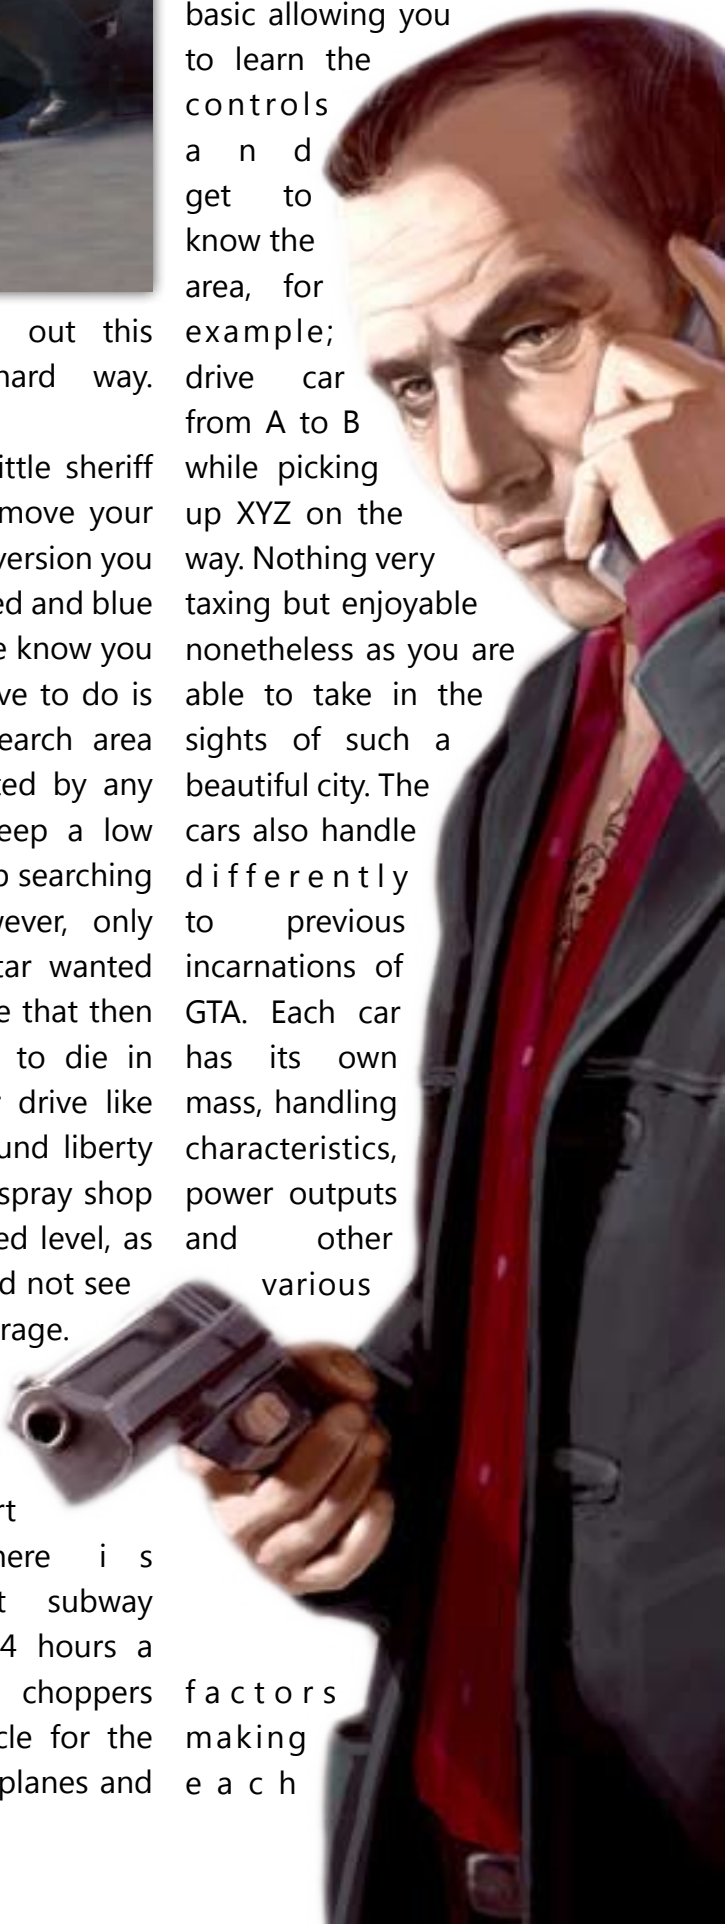 out this
hard way.
ittle sheriff
move your
version you
ed and blue
e know you
ve to do is
earch area
ted by any
eep a low
p searching
wever, only
tar wanted
e that then
to die in
r drive like
und liberty
spray shop
ed level, as
d not see
rage.
rt
here i s
t subway
4 hours a
choppers
cle for the
planes and
basic allowing you
to learn the
controls
a n d
get to
know the
area, for
example;
drive car
from A to B
while picking
up XYZ on the
way. Nothing very
taxing but enjoyable
nonetheless as you are
able to take in the
sights of such a
beautiful city. The
cars also handle
differently
to previous
incarnations of
GTA. Each car
has its own
mass, handling
characteristics,
power outputs
and other
various
factors
making
each